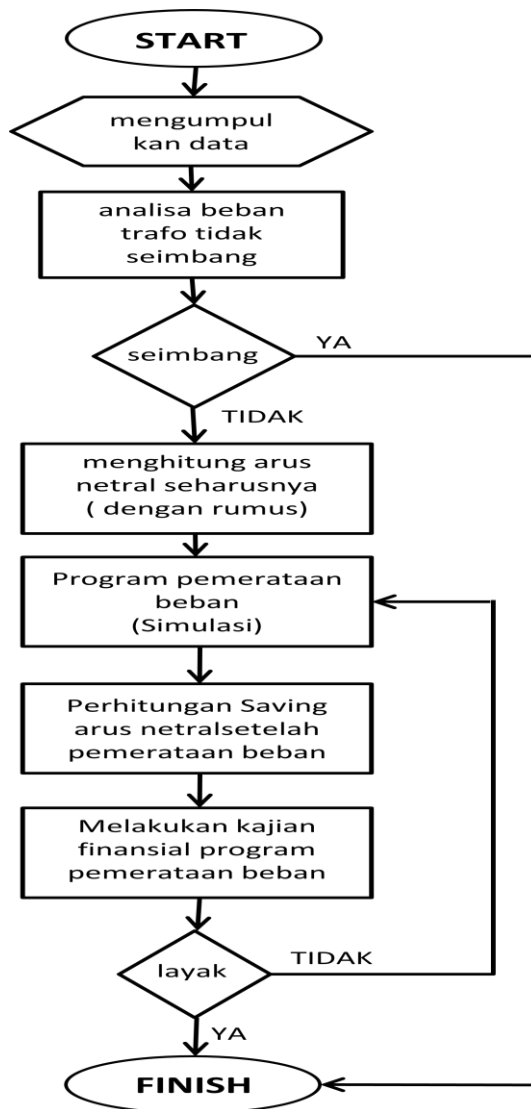 START
mengumpul
kan data
analisa beban
trafo tidak
seimbang
seimbang
YA
TIDAK
menghitung arus
netral seharusnya
( dengan rumus)
Program pemerataan
beban
(Simulasi)
Perhitungan Saving
arus netralsetelah
pemerataan beban
Melakukan kajian
finansial program
pemerataan beban
layak
TIDAK
YA
FINISH